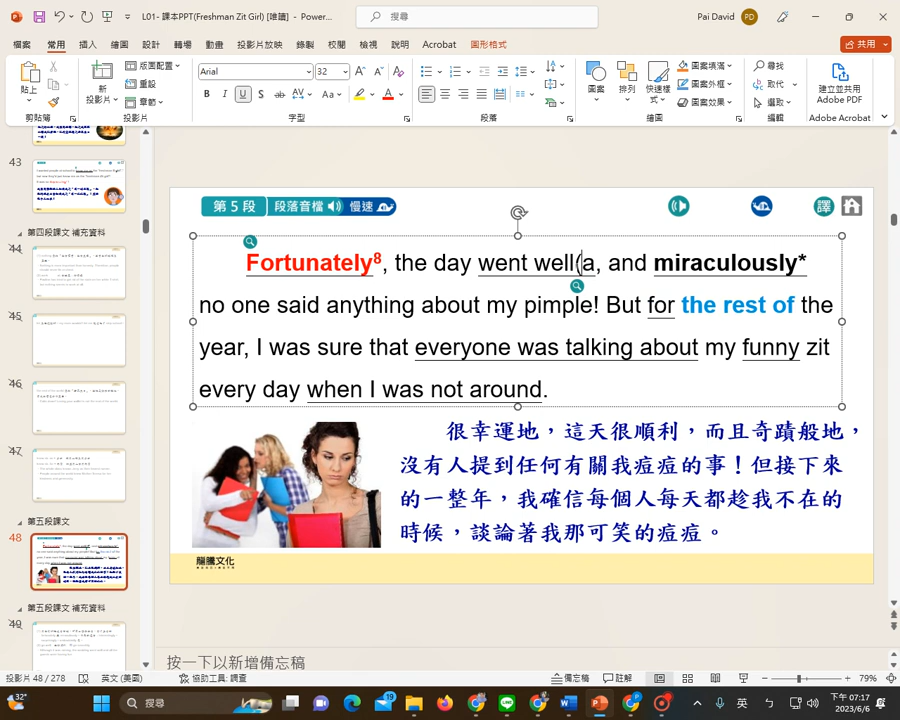 L01- 課本PPT(Freshman Zit Girl) [唯讀] - Power...
搜尋
Pai David
PD
檔案 常用 插入 繪圖 設計 轉場 動畫 投影片放映 錄製 校閱 檢視 說明 Acrobat 圖形格式
共用
貼上
新投影片
版面配置
重設
章節
Arial
32
B I U S ab AV Aa A
圖案
排列
快速樣式
圖案填滿
圖案外框
圖案效果
尋找
取代
選取
建立並共用 Adobe PDF
剪貼簿 投影片 字型 段落 繪圖 編輯 Adobe Acrobat
43
第四段課文 補充資料
44
45
46
47
第五段課文
48
第五段課文 補充資料
49
第 5 段 段落音檔 慢速
譯
Fortunately⁸, the day went well(a, and miraculously*
no one said anything about my pimple! But for the rest of the
year, I was sure that everyone was talking about my funny zit
every day when I was not around.
很幸運地，這天很順利，而且奇蹟般地，
沒有人提到任何有關我痘痘的事！但接下來
的一整年，我確信每個人每天都趁我不在的
時候，談論著我那可笑的痘痘。
龍騰文化
按一下以新增備忘稿
投影片 48 / 278 英文 (美國) 協助工具: 調查 備忘稿 註解 79%
32°
搜尋
19
英
下午 07:17
2023/6/6